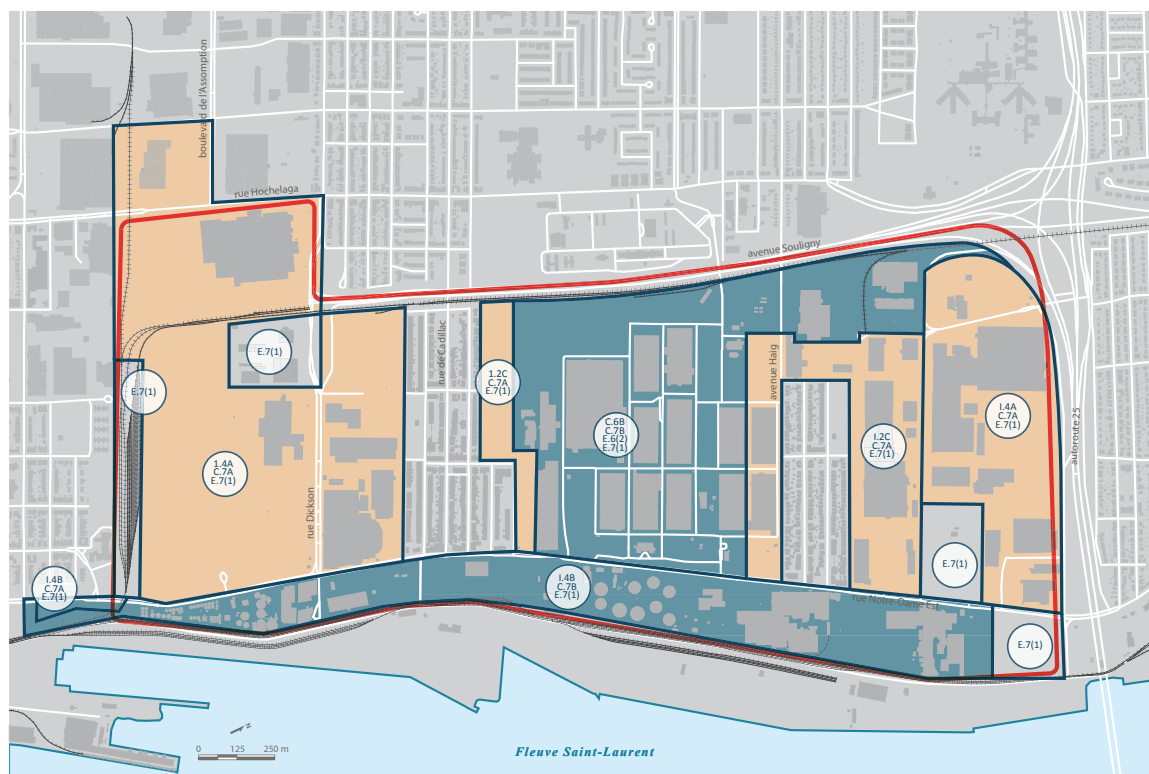 boulevard de l'Assomption
rue Hochelaga
avenue Souligny
E.7(1)
rue de Cadillac
avenue Haig
E.7(1)
1.2C
C.7A
E.7(1)
C.6B
C.7B
E.6(2)
E.7(1)
I.2C
C.7A
E.7(1)
I.4A
C.7A
E.7(1)
autoroute 25
1.4A
C.7A
E.7(1)
rue Dickson
E.7(1)
I.4B
C.7A
E.7(1)
I.4B
C.7B
E.7(1)
rue Notre-Dame Est
E.7(1)
N
0 125 250 m
Fleuve Saint-Laurent